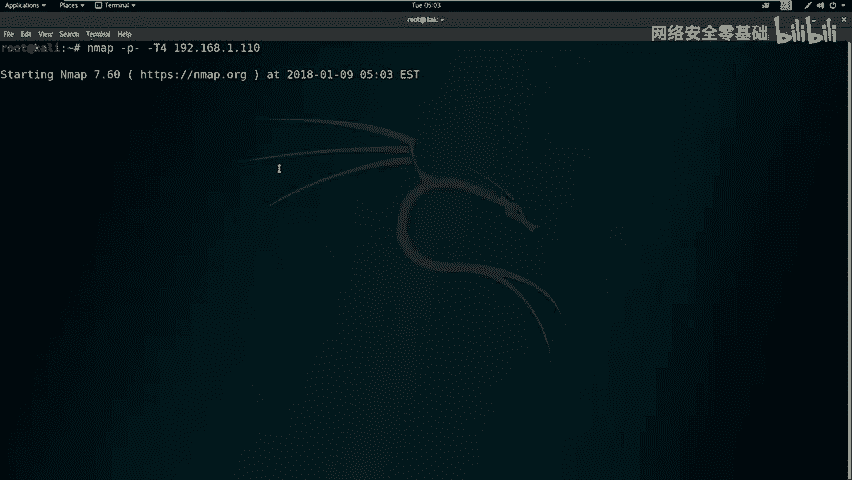 Applications Places Terminal Tue 05:03
root@kali: ~
File Edit View Search Terminal Help
网络安全零基础 bilibili
root@kali:~# nmap -p- -T4 192.168.1.110
Starting Nmap 7.60 ( https://nmap.org ) at 2018-01-09 05:03 EST